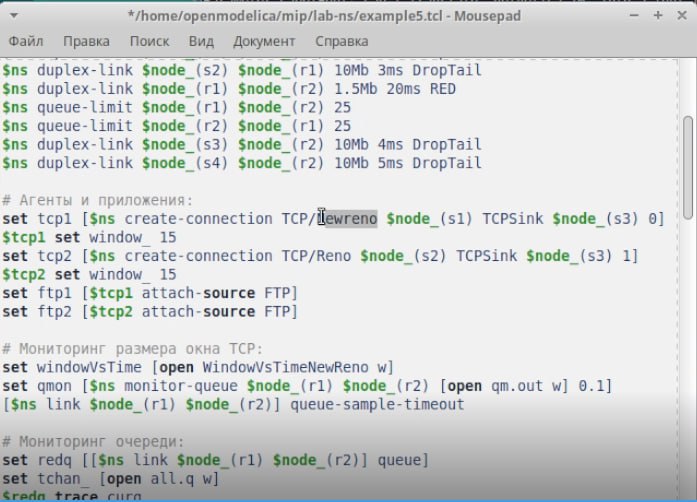 */home/openmodelica/mip/lab-ns/example5.tcl - Mousepad
Файл Правка Поиск Вид Документ Справка
$ns duplex-link $node_(s2) $node_(r1) 10Mb 3ms DropTail
$ns duplex-link $node_(r1) $node_(r2) 1.5Mb 20ms RED
$ns queue-limit $node_(r1) $node_(r2) 25
$ns queue-limit $node_(r2) $node_(r1) 25
$ns duplex-link $node_(s3) $node_(r2) 10Mb 4ms DropTail
$ns duplex-link $node_(s4) $node_(r2) 10Mb 5ms DropTail
# Агенты и приложения:
set tcp1 [$ns create-connection TCP/Newreno $node_(s1) TCPSink $node_(s3) 0]
$tcp1 set window_ 15
set tcp2 [$ns create-connection TCP/Reno $node_(s2) TCPSink $node_(s3) 1]
$tcp2 set window_ 15
set ftp1 [$tcp1 attach-source FTP]
set ftp2 [$tcp2 attach-source FTP]
# Мониторинг размера окна TCP:
set windowVsTime [open WindowVsTimeNewReno w]
set qmon [$ns monitor-queue $node_(r1) $node_(r2) [open qm.out w] 0.1]
[$ns link $node_(r1) $node_(r2)] queue-sample-timeout
# Мониторинг очереди:
set redq [[$ns link $node_(r1) $node_(r2)] queue]
set tchan_ [open all.q w]
$redq trace curq_